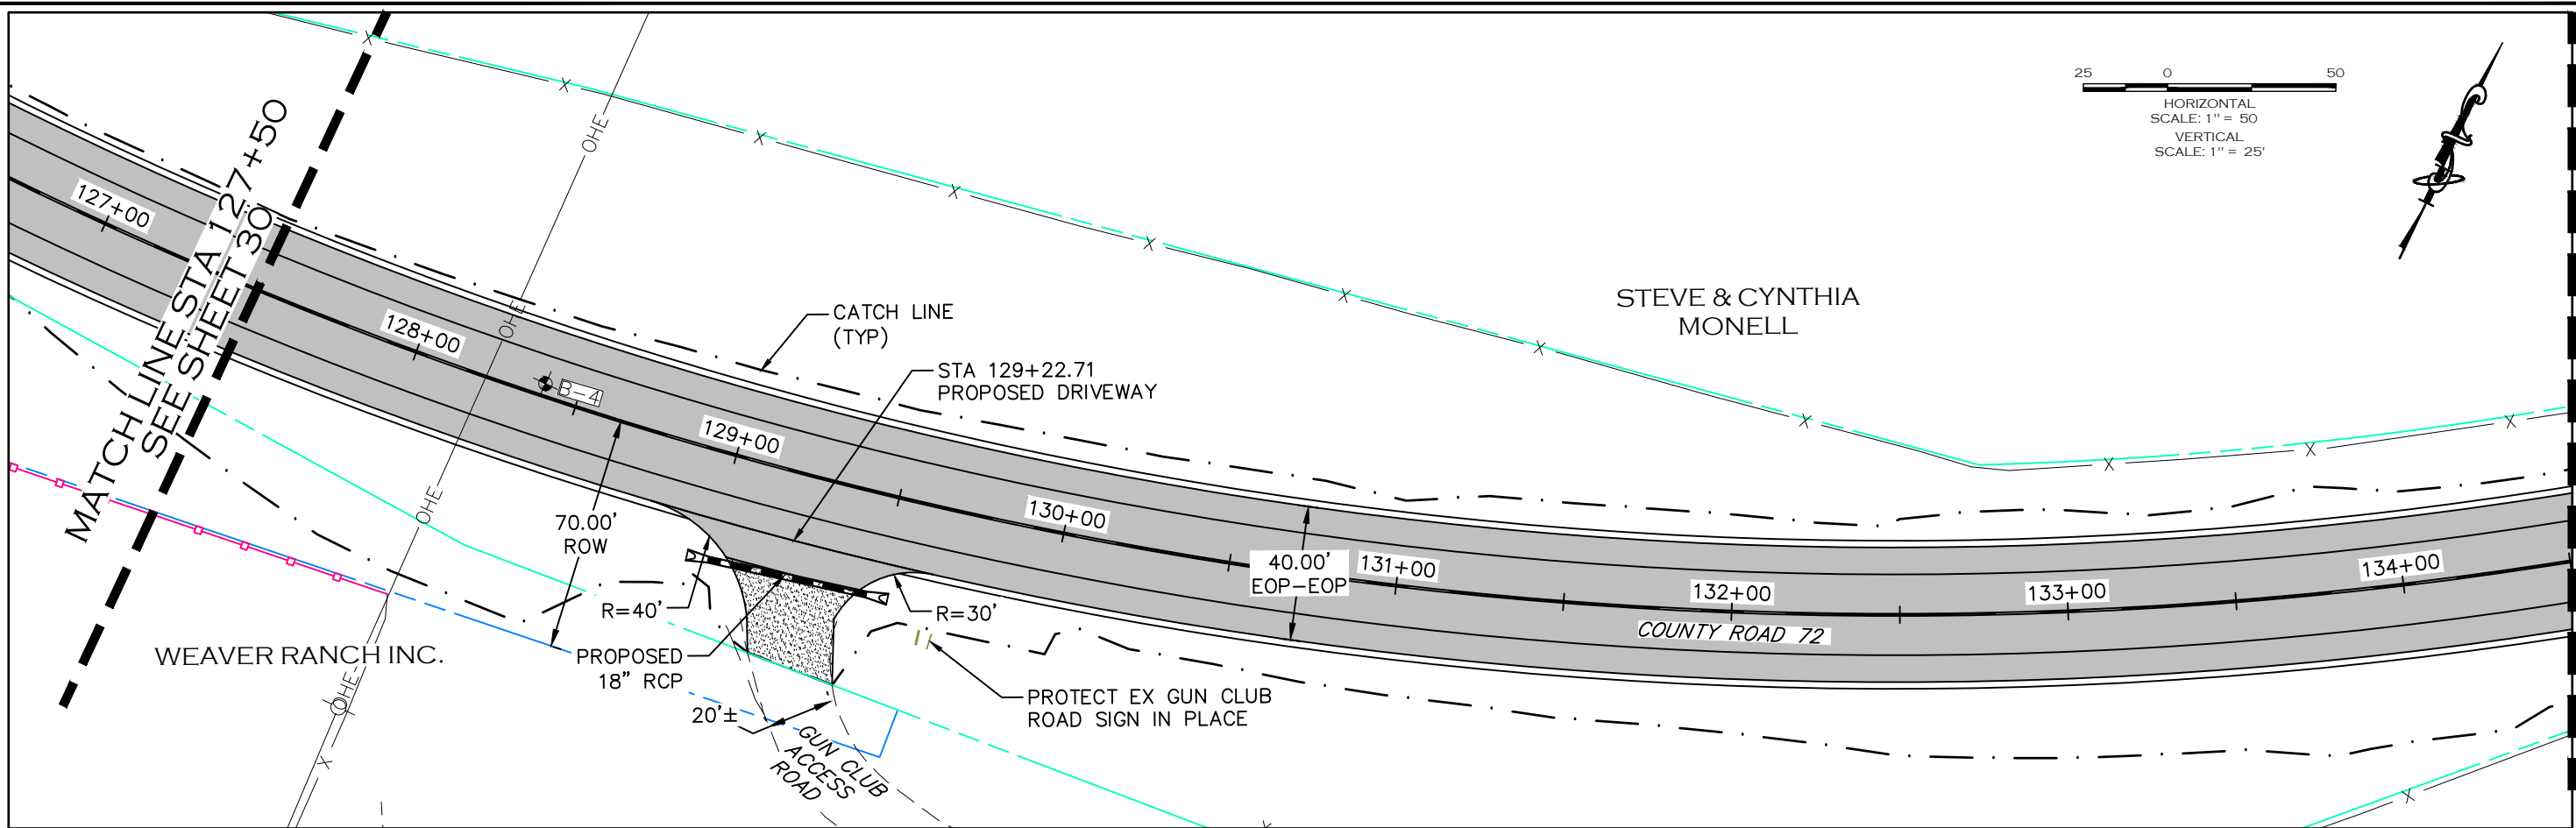 MATCH LINE STA 127+50
SEE SHEET 30
127+00
128+00
129+00
130+00
131+00
132+00
133+00
134+00
OHE
OHE
OHE
OHE
B-4
CATCH LINE
(TYP)
STA 129+22.71
PROPOSED DRIVEWAY
70.00'
ROW
40.00'
EOP-EOP
R=40'
R=30'
PROPOSED
18" RCP
20'±
GUN CLUB
ACCESS
ROAD
PROTECT EX GUN CLUB
ROAD SIGN IN PLACE
WEAVER RANCH INC.
STEVE & CYNTHIA
MONELL
COUNTY ROAD 72
25 0 50
HORIZONTAL
SCALE: 1" = 50
VERTICAL
SCALE: 1" = 25'